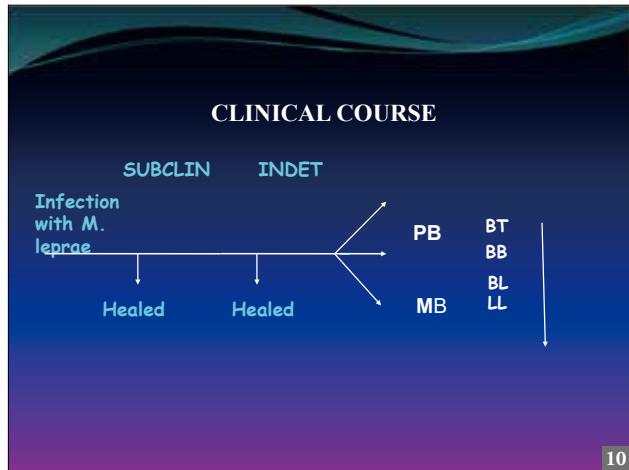 CLINICAL COURSE
SUBCLIN INDET
Infection
with M.
leprae
PB
MB
BT
BB
BL
LL
Healed Healed
10